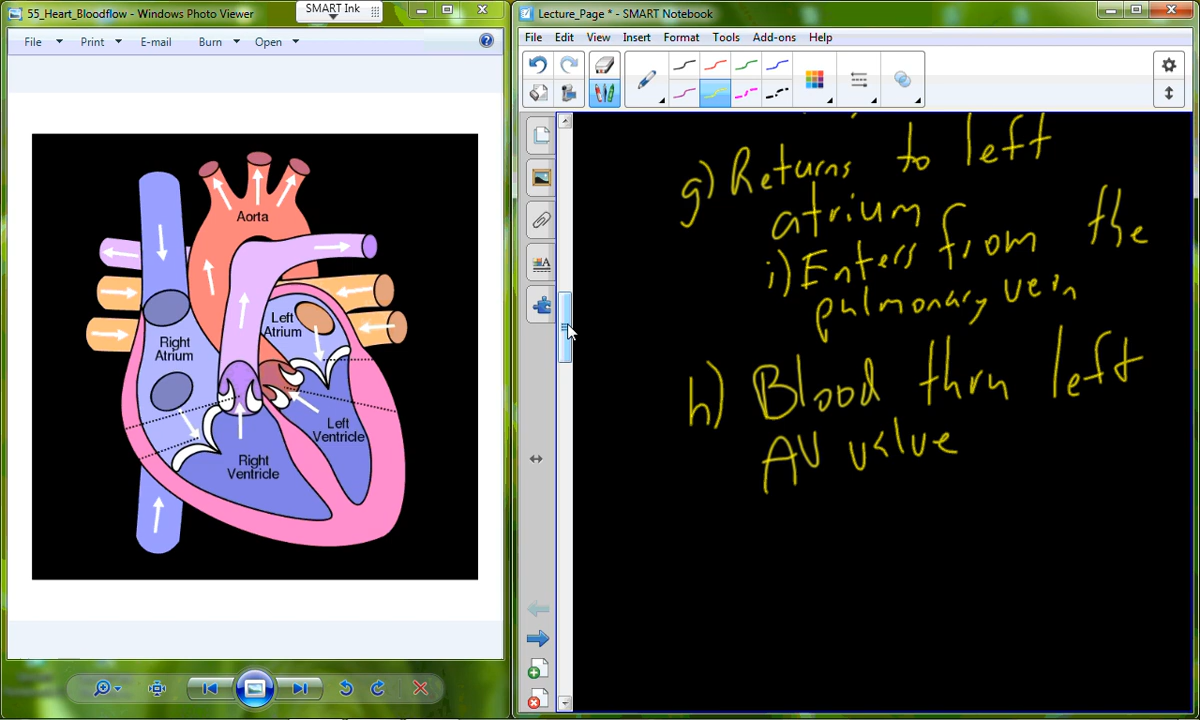 55_Heart_Bloodflow - Windows Photo Viewer
SMART Ink
File Print E-mail Burn Open
Aorta
Left
Atrium
Right
Atrium
Left
Ventricle
Right
Ventricle
Lecture_Page * - SMART Notebook
File Edit View Insert Format Tools Add-ons Help
g) Returns to left
atrium
i) Enters from the
pulmonary vein
h) Blood thru left
AV valve